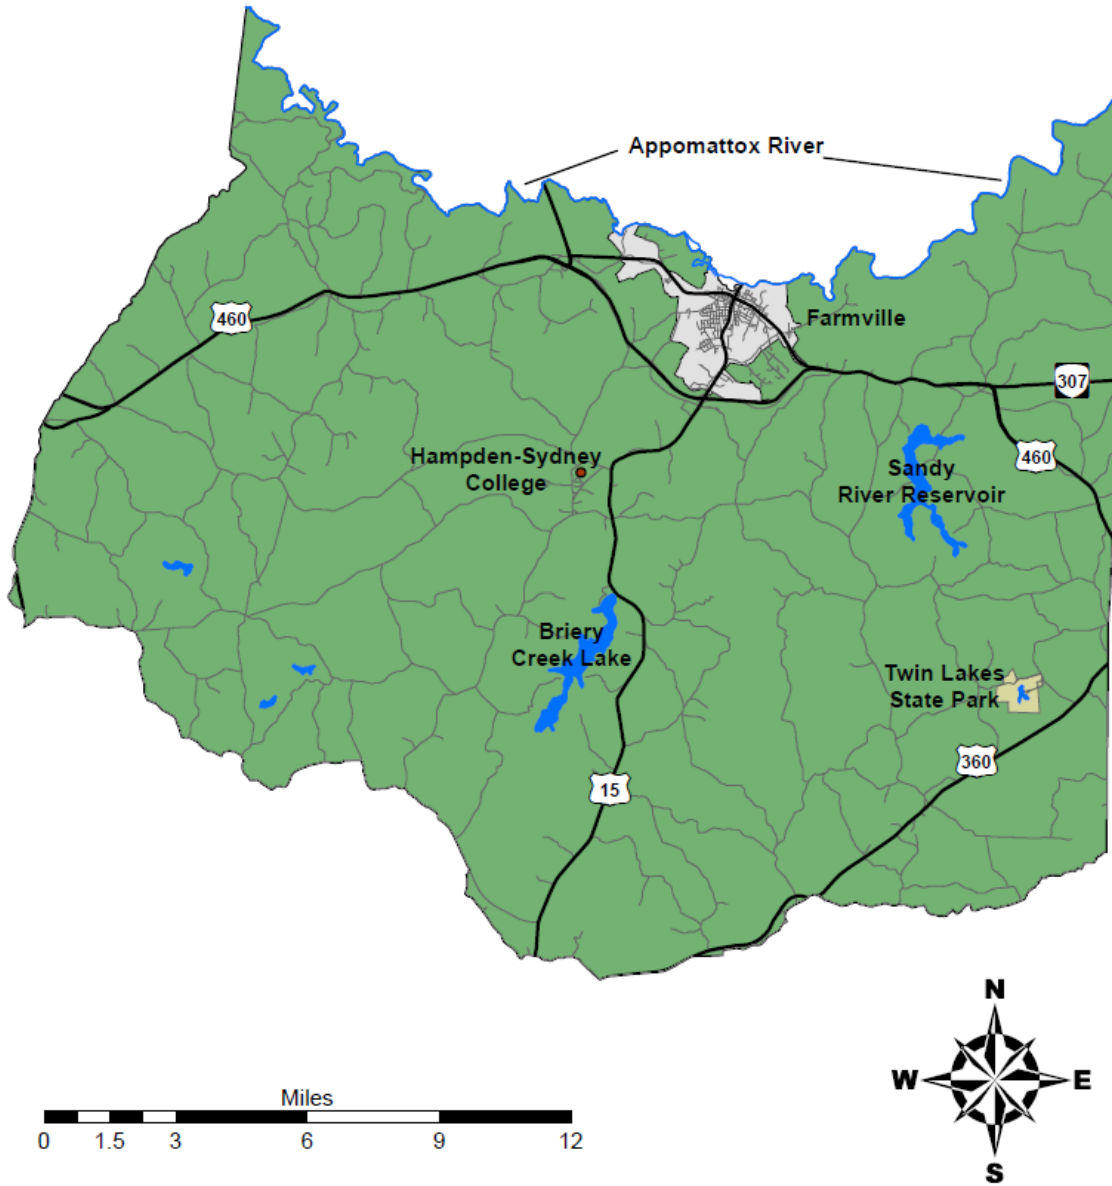 Appomattox River
460
Farmville
307
Hampden-Sydney
College
Sandy
River Reservoir
460
Briery
Creek Lake
Twin Lakes
State Park
360
15
N
W
E
S
Miles
0 1.5 3 6 9 12